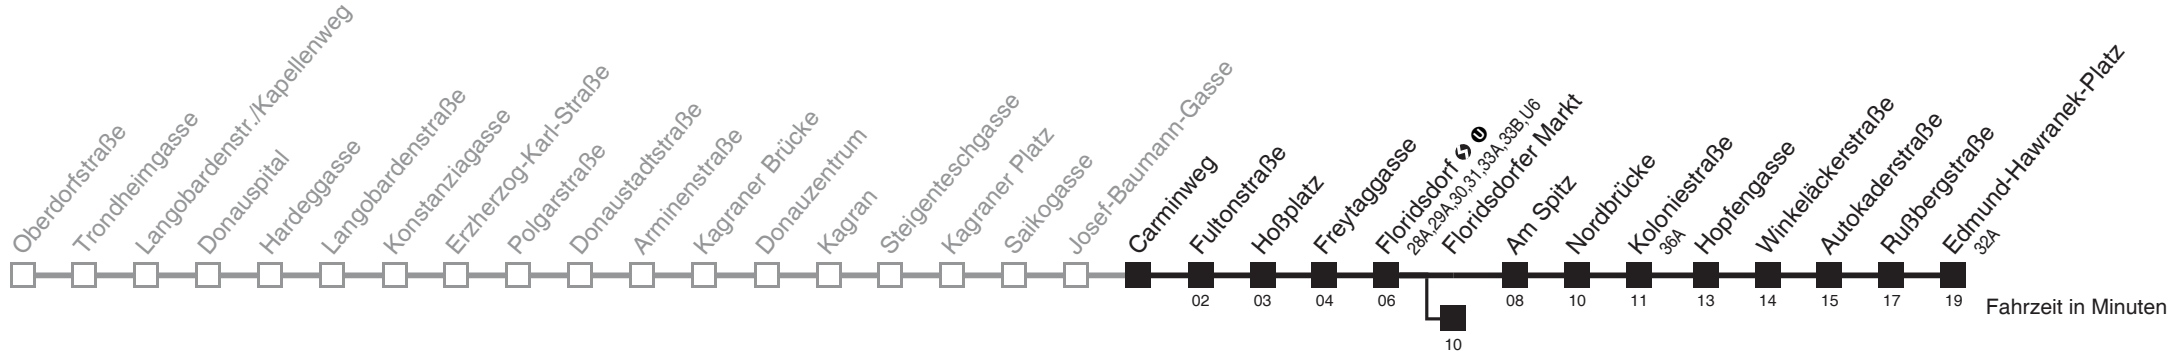 Oberdorfstraße
Trondheimgasse
Langobardenstr./Kapellenweg
Donauspital
Hardeggasse
Langobardenstraße
Konstanziagasse
Erzherzog-Karl-Straße
Polgarstraße
Donaustadtstraße
Arminenstraße
Kagraner Brücke
Donauzentrum
Kagran
Steigenteschgasse
Kagraner Platz
Saikogasse
Josef-Baumann-Gasse
Carminweg
Fultonstraße
02
Hoßplatz
03
Freytaggasse
04
Floridsdorf S U
28A,29A,30,31,33A,33B,U6
06
Floridsdorfer Markt
10
Am Spitz
08
Nordbrücke
10
Koloniestraße
36A
11
Hopfengasse
13
Winkeläckerstraße
14
Autokaderstraße
15
Rußbergstraße
17
Edmund-Hawranek-Platz
32A
19
Fahrzeit in Minuten